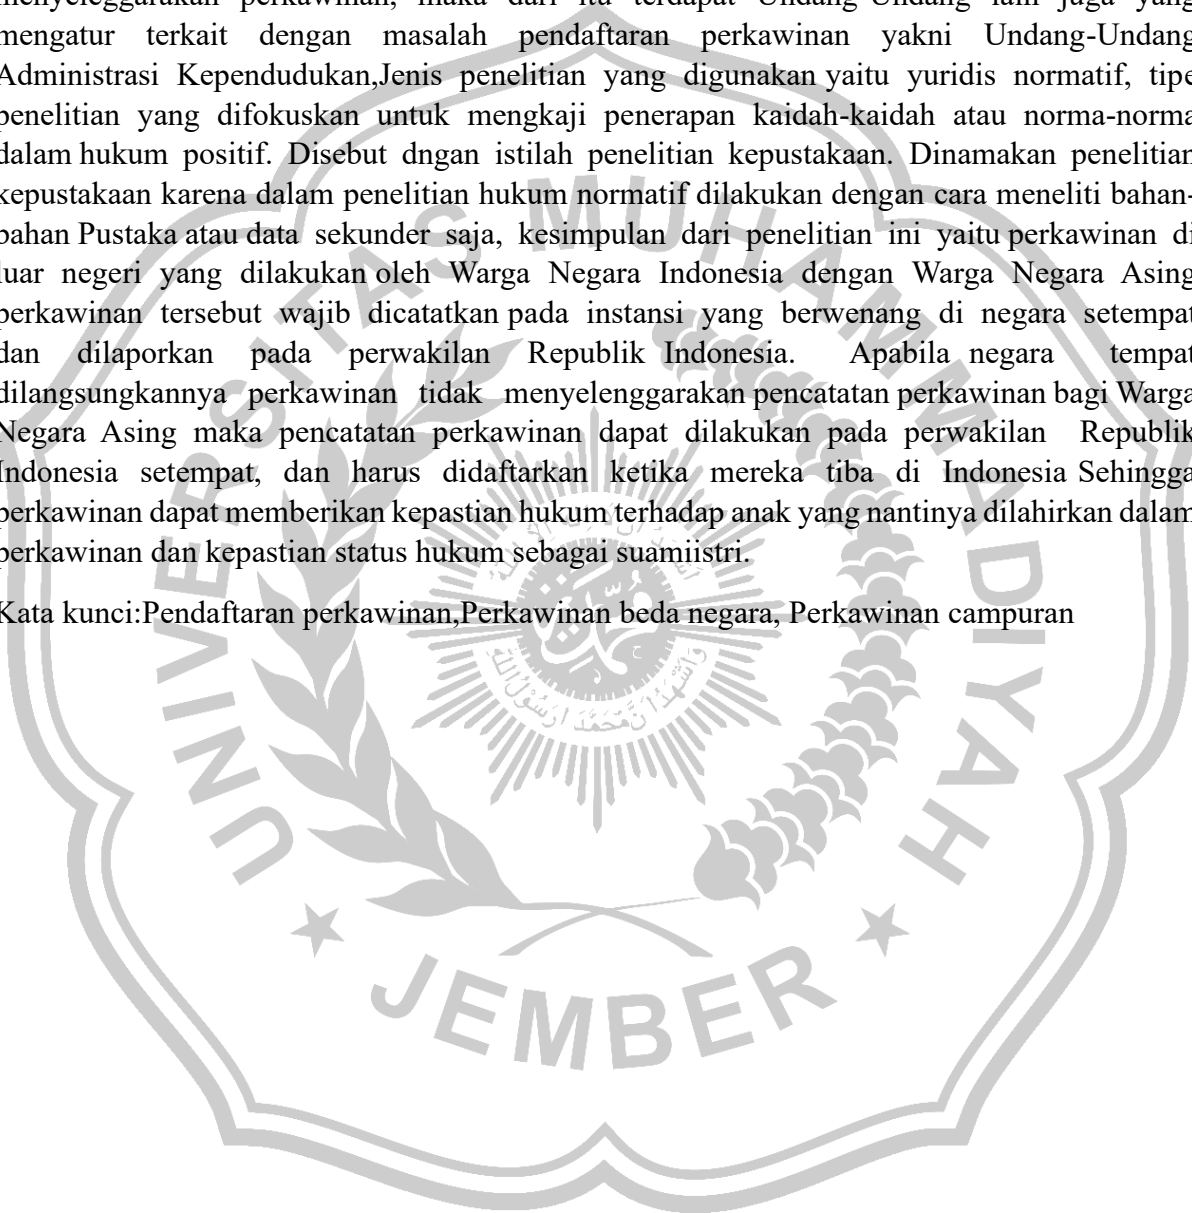 menyeleggarakan perkawinan, maka dari itu terdapat Undang-Undang lain juga yang
mengatur terkait dengan masalah pendaftaran perkawinan yakni Undang-Undang
Administrasi Kependudukan,Jenis penelitian yang digunakan yaitu yuridis normatif, tipe
penelitian yang difokuskan untuk mengkaji penerapan kaidah-kaidah atau norma-norma
dalam hukum positif. Disebut dngan istilah penelitian kepustakaan. Dinamakan penelitian
kepustakaan karena dalam penelitian hukum normatif dilakukan dengan cara meneliti bahan-
bahan Pustaka atau data sekunder saja, kesimpulan dari penelitian ini yaitu perkawinan di
luar negeri yang dilakukan oleh Warga Negara Indonesia dengan Warga Negara Asing
perkawinan tersebut wajib dicatatkan pada instansi yang berwenang di negara setempat
dan dilaporkan pada perwakilan Republik Indonesia. Apabila negara tempat
dilangsungkannya perkawinan tidak menyelenggarakan pencatatan perkawinan bagi Warga
Negara Asing maka pencatatan perkawinan dapat dilakukan pada perwakilan Republik
Indonesia setempat, dan harus didaftarkan ketika mereka tiba di Indonesia Sehingga
perkawinan dapat memberikan kepastian hukum terhadap anak yang nantinya dilahirkan dalam
perkawinan dan kepastian status hukum sebagai suamiistri.
Kata kunci:Pendaftaran perkawinan,Perkawinan beda negara, Perkawinan campuran
UNIVERSITAS MUHAMMADIYAH
JEMBER